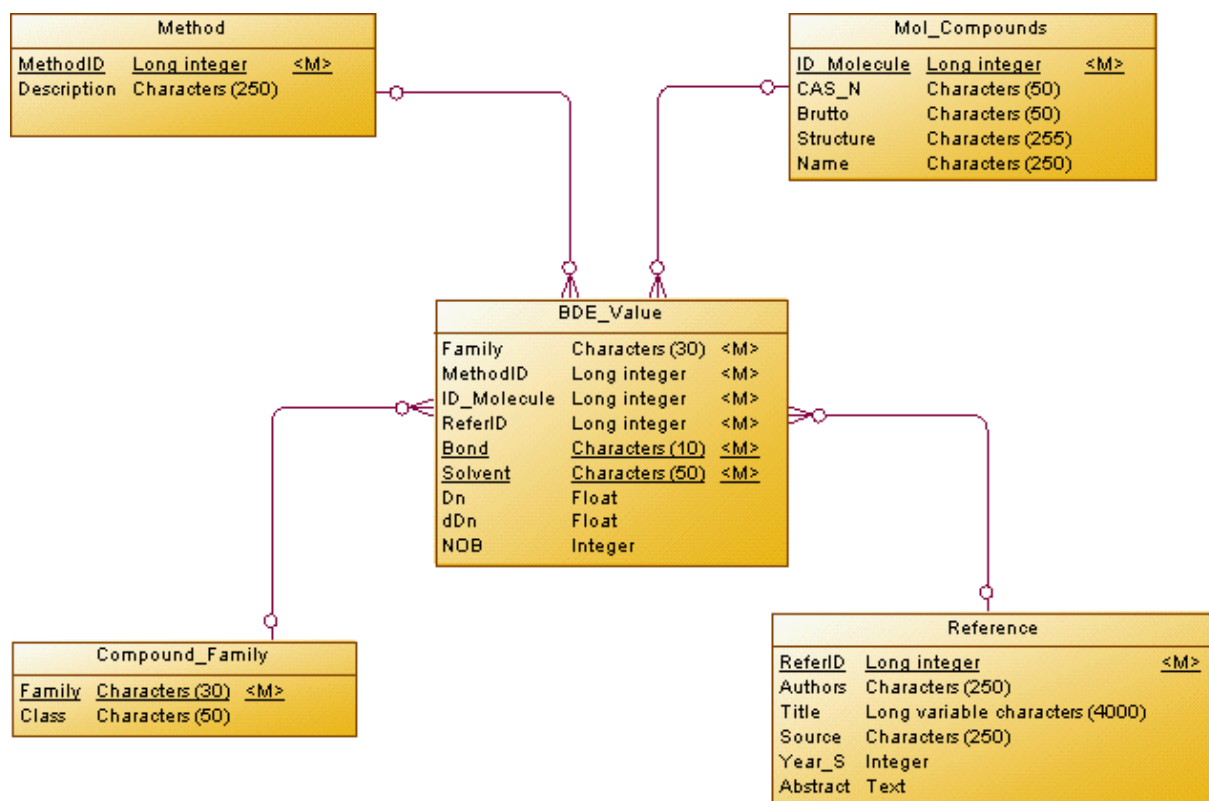 Method
MethodID Long integer <M>
Description Characters (250)
Mol_Compounds
ID_Molecule Long integer <M>
CAS_N Characters (50)
Brutto Characters (50)
Structure Characters (255)
Name Characters (250)
BDE_Value
Family Characters (30) <M>
MethodID Long integer <M>
ID_Molecule Long integer <M>
ReferID Long integer <M>
Bond Characters (10) <M>
Solvent Characters (50) <M>
Dn Float
dDn Float
NOB Integer
Compound_Family
Family Characters (30) <M>
Class Characters (50)
Reference
ReferID Long integer <M>
Authors Characters (250)
Title Long variable characters (4000)
Source Characters (250)
Year_S Integer
Abstract Text